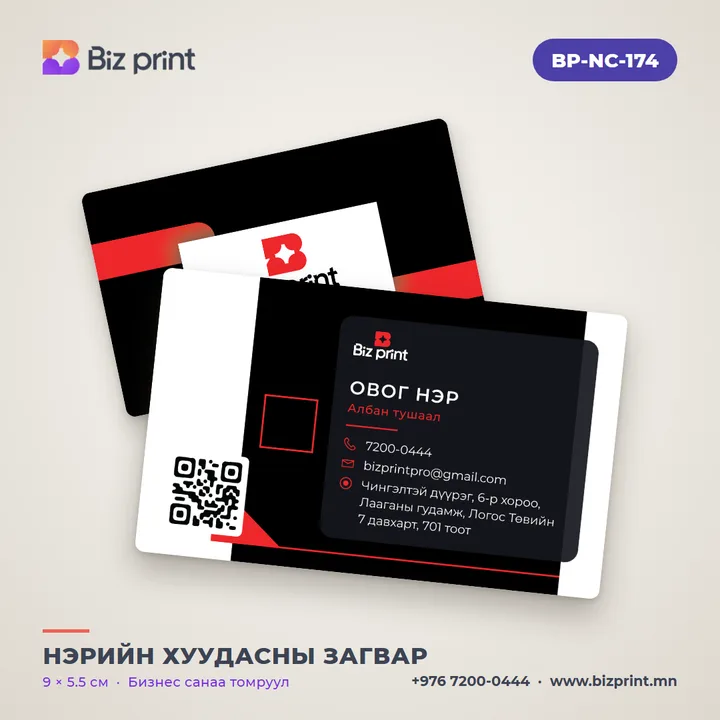 Biz print
BP-NC-174
Biz print
ОВОГ НЭР
Албан тушаал
7200-0444
bizprintpro@gmail.com
Чингэлтэй дүүрэг, 6-р хороо,
Лааганы гудамж, Логос Төвийн
7 давхарт, 701 тоот
НЭРИЙН ХУУДАСНЫ ЗАГВАР
9 × 5.5 см · Бизнес санаа томруул
+976 7200-0444 · www.bizprint.mn